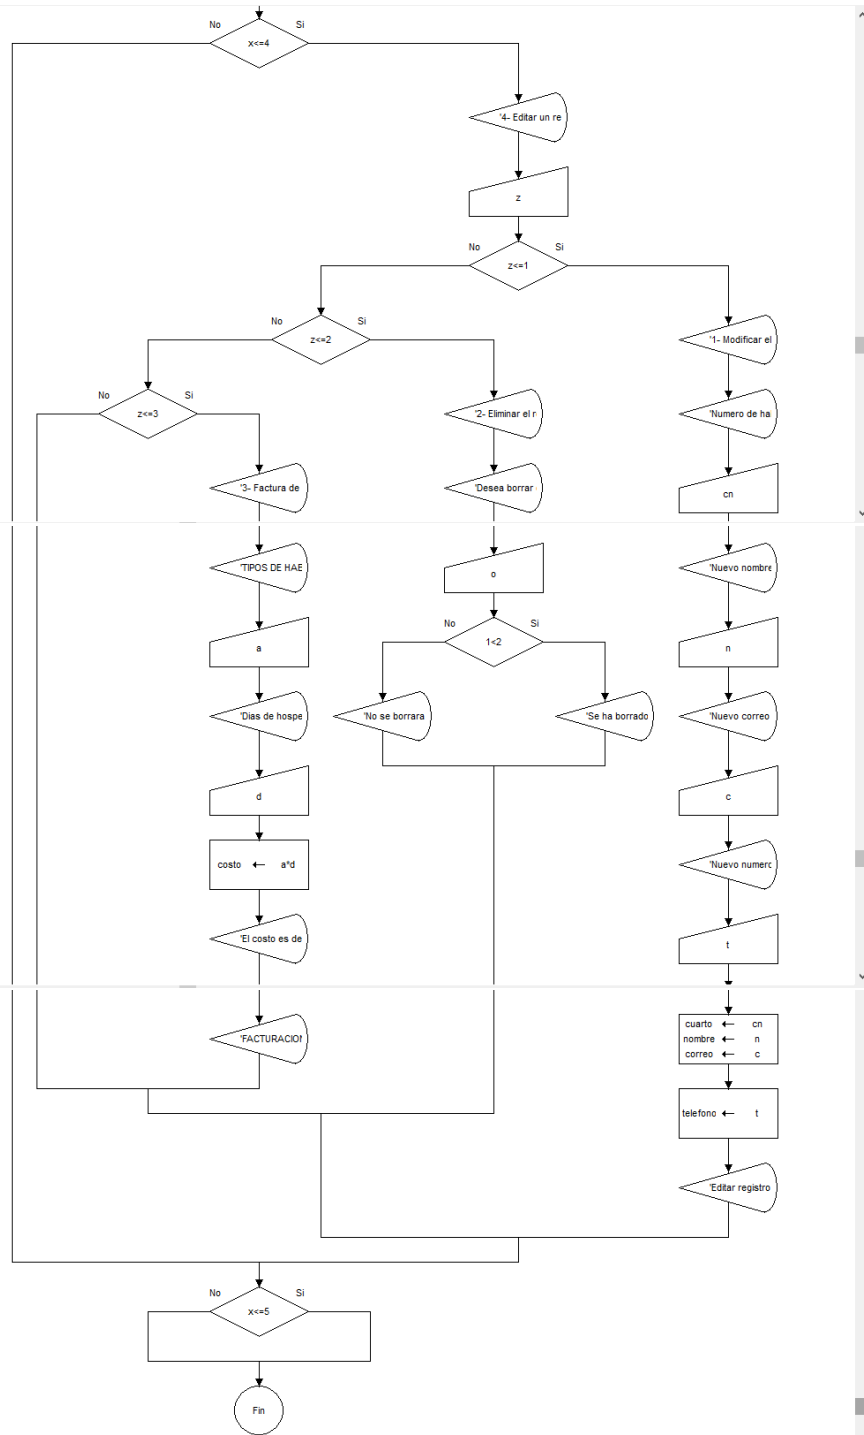 No
Si
x<=4
'4- Editar un re
z
No
Si
z<=1
No
Si
z<=2
'1- Modificar el
No
Si
z<=3
'2- Eliminar el r
'Numero de ha
'3- Factura de
'Desea borrar
cn
'TIPOS DE HAB
o
'Nuevo nombre
No
Si
1<2
a
n
'Dias de hospe
'No se borrara
'Se ha borrado
'Nuevo correo
d
c
costo ← a*d
'Nuevo numero
'El costo es de
t
'FACTURACION
cuarto ← cn
nombre ← n
correo ← c
telefono ← t
'Editar registro
No
Si
x<=5
Fin